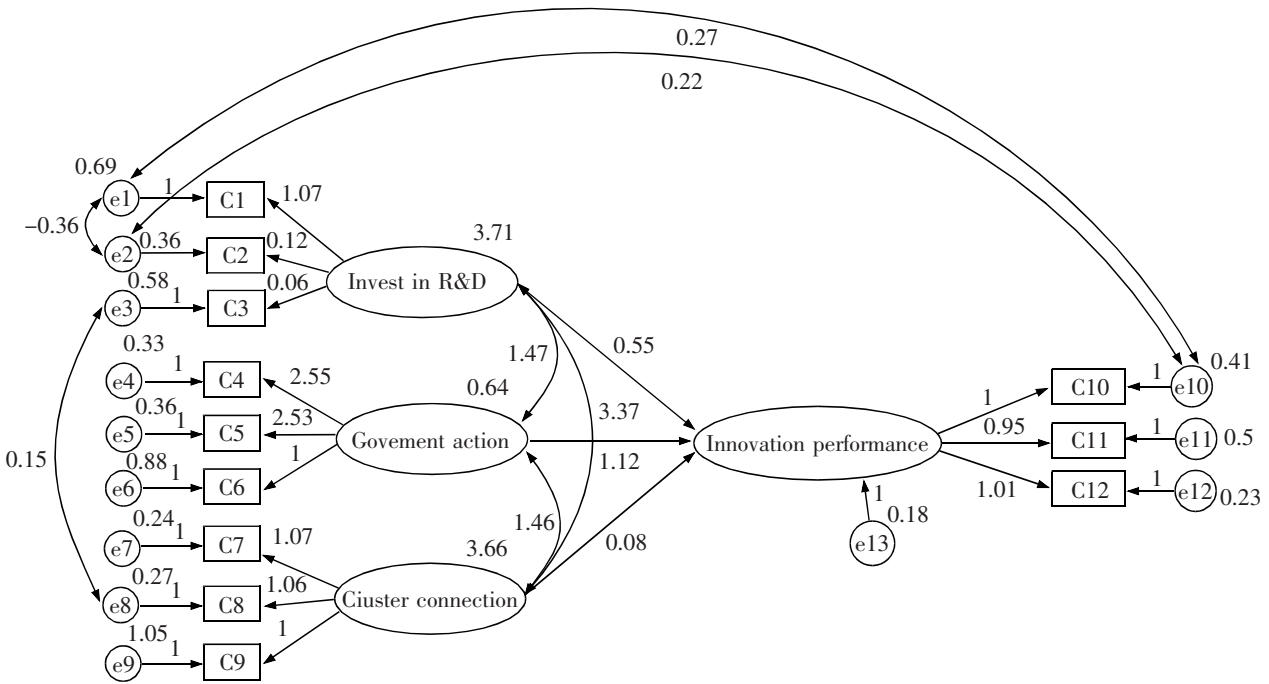 0.27
0.22
0.69
e1
1
C1
1.07
-0.36
3.71
e2
0.36
C2
0.12
Invest in R&D
0.58
e3
1
C3
0.06
0.33
e4
1
C4
2.55
1.47
0.55
0.64
1
C10
1
e10
0.41
0.36
e5
1
C5
2.53
Govement action
3.37
Innovation performance
0.95
C11
1
e11
0.5
0.15
0.88
e6
1
C6
1
1.12
1.01
C12
1
e12
0.23
0.24
e7
1
C7
1.07
1.46
3.66
0.08
1
0.18
e13
0.27
e8
1
C8
1.06
Ciuster connection
1.05
e9
1
C9
1